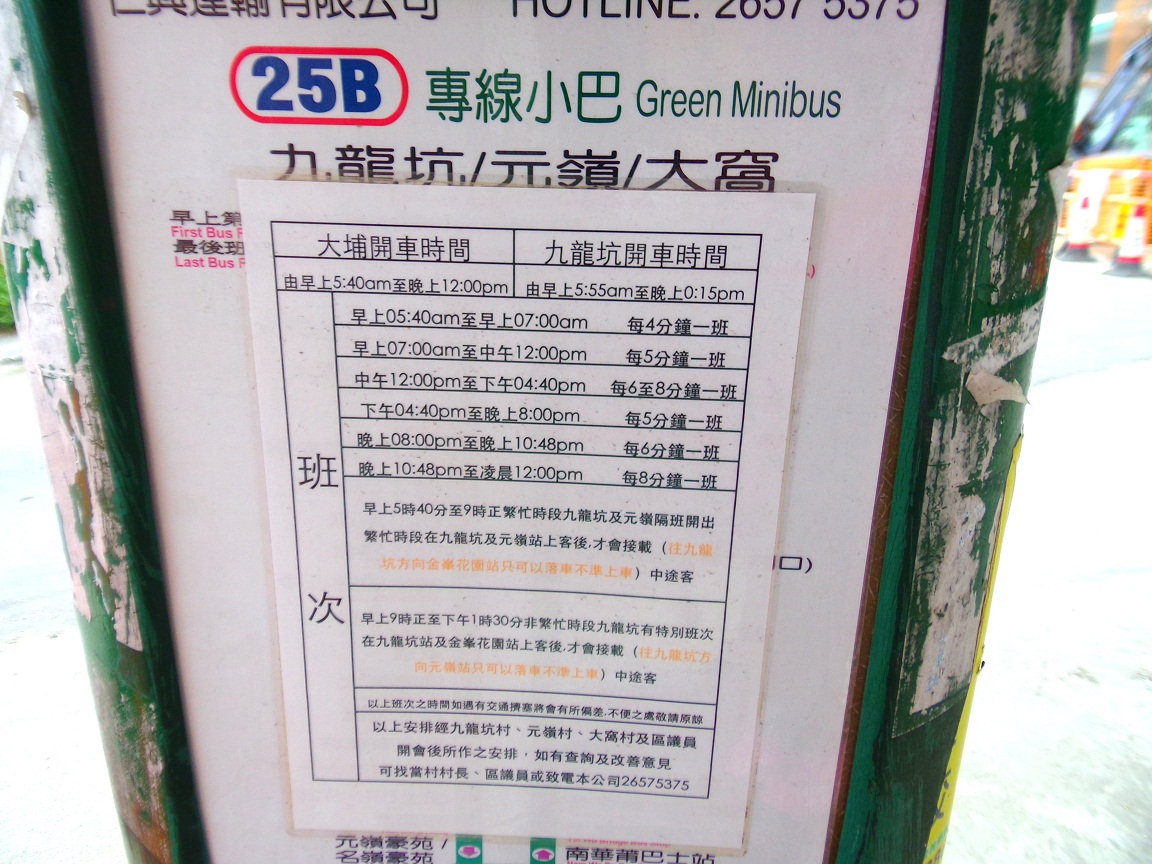 仁興運輸有限公司 HOTLINE: 2657 5375
25B 專線小巴 Green Minibus
九龍坑/元嶺/大窩
早上第
First Bus F
最後班
Last Bus F
大埔開車時間 九龍坑開車時間
由早上5:40am至晚上12:00pm 由早上5:55am至晚上0:15pm
早上05:40am至早上07:00am 每4分鐘一班
早上07:00am至中午12:00pm 每5分鐘一班
中午12:00pm至下午04:40pm 每6至8分鐘一班
下午04:40pm至晚上8:00pm 每5分鐘一班
晚上08:00pm至晚上10:48pm 每6分鐘一班
晚上10:48pm至凌晨12:00pm 每8分鐘一班
班次
早上5時40分至9時正繁忙時段九龍坑及元嶺隔班開出
繁忙時段在九龍坑及元嶺站上客後,才會接載（往九龍
坑方向金峯花園站只可以落車不準上車）中途客
早上9時正至下午1時30分非繁忙時段九龍坑有特別班次
在九龍坑站及金峯花園站上客後,才會接載（往九龍坑方
向元嶺站只可以落車不準上車）中途客
以上班次之時間如遇有交通擠塞將會有所偏差,不便之處敬請原諒
以上安排經九龍坑村、元嶺村、大窩村及區議員
開會後所作之安排，如有查詢及改善意見
可找當村村長、區議員或致電本公司26575375
口)
元嶺豪苑 /
名嶺豪苑
南華莆巴士站